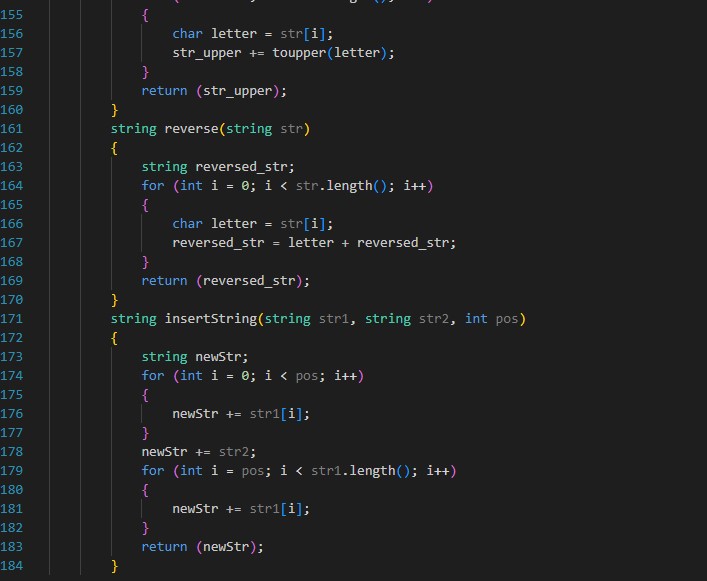 155 {
156 char letter = str[i];
157 str_upper += toupper(letter);
158 }
159 return (str_upper);
160 }
161 string reverse(string str)
162 {
163 string reversed_str;
164 for (int i = 0; i < str.length(); i++)
165 {
166 char letter = str[i];
167 reversed_str = letter + reversed_str;
168 }
169 return (reversed_str);
170 }
171 string insertString(string str1, string str2, int pos)
172 {
173 string newStr;
174 for (int i = 0; i < pos; i++)
175 {
176 newStr += str1[i];
177 }
178 newStr += str2;
179 for (int i = pos; i < str1.length(); i++)
180 {
181 newStr += str1[i];
182 }
183 return (newStr);
184 }